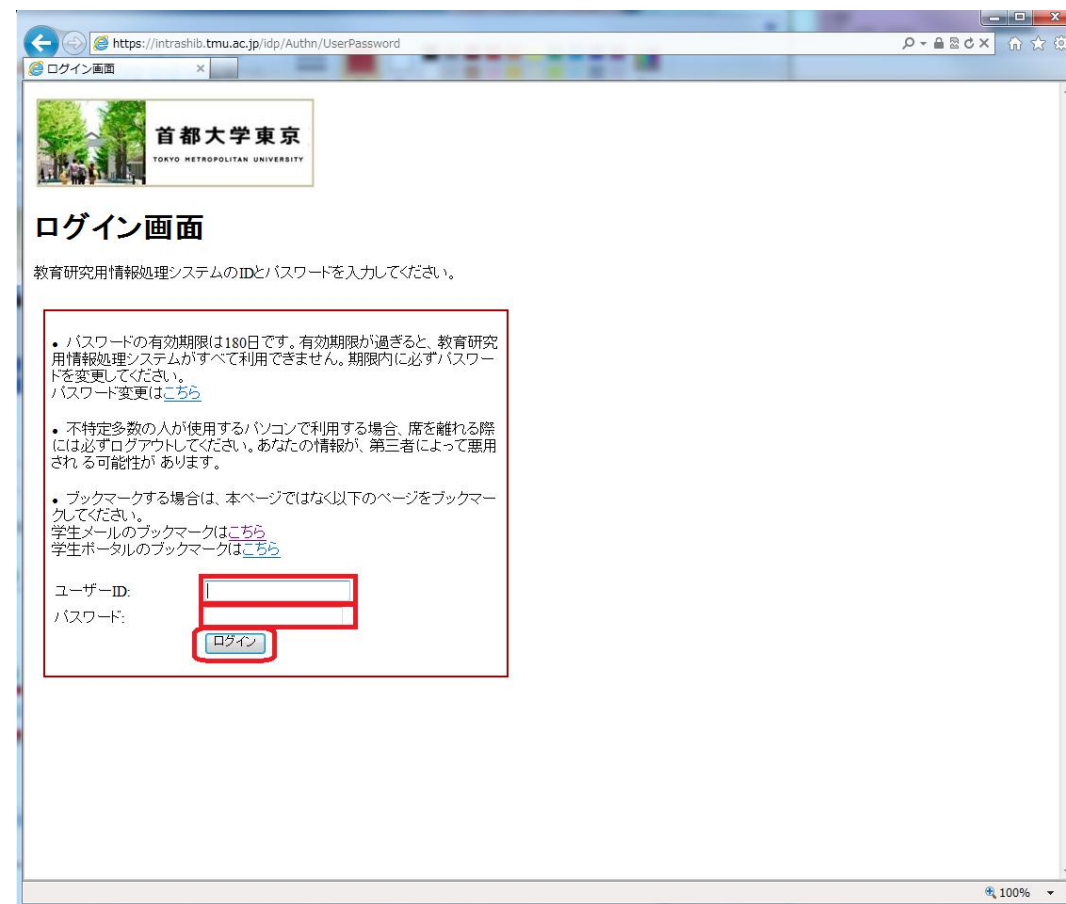 https://intrashib.tmu.ac.jp/idp/Authn/UserPassword
ログイン画面
首都大学東京
TOKYO METROPOLITAN UNIVERSITY
ログイン画面
教育研究用情報処理システムのIDとパスワードを入力してください。
• パスワードの有効期限は180日です。有効期限が過ぎると、教育研究
用情報処理システムがすべて利用できません。期限内に必ずパスワー
ドを変更してください。
パスワード変更はこちら
• 不特定多数の人が使用するパソコンで利用する場合、席を離れる際
には必ずログアウトしてください。あなたの情報が、第三者によって悪用
され る可能性が あります。
• ブックマークする場合は、本ページではなく以下のページをブックマー
クしてください。
学生メールのブックマークはこちら
学生ポータルのブックマークはこちら
ユーザーID:
パスワード:
ログイン
100%